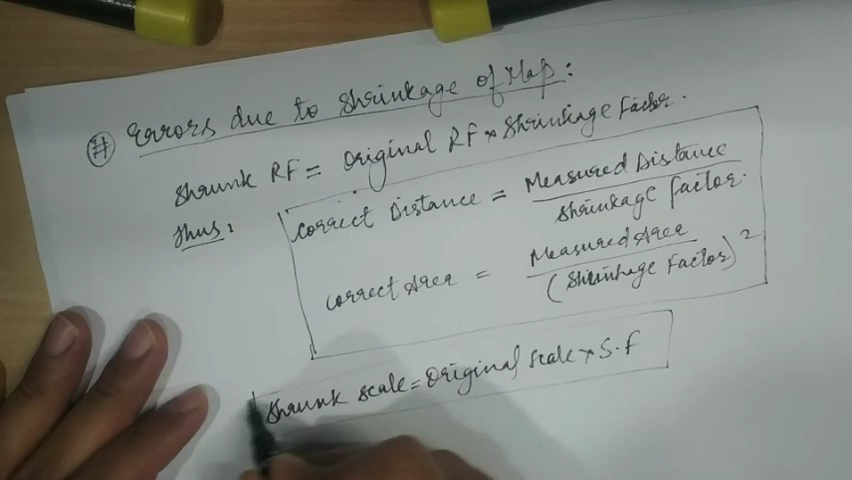 # Errors due to Shrinkage of Map:
Shrunk RF = Original RF × Shrinkage Factor.
Thus,
Correct Distance = Measured Distance / Shrinkage factor.
Correct Area = Measured Area / (Shrinkage Factor)²
Shrunk scale = Original scale × S.F